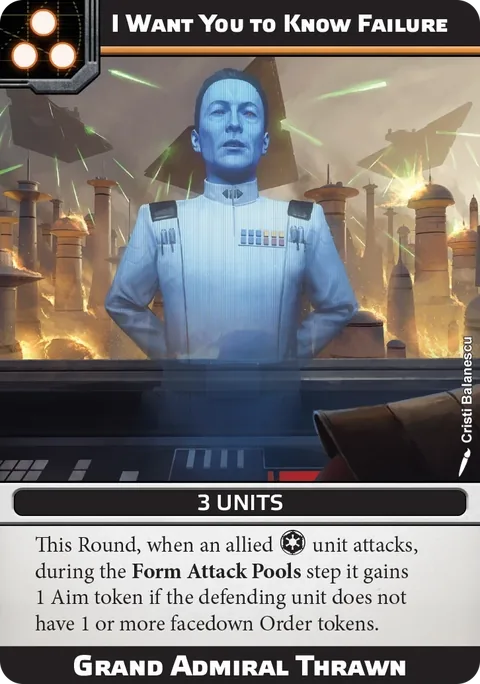 I Want You to Know Failure
Cristi Balanescu
3 UNITS
This Round, when an allied unit attacks,
during the Form Attack Pools step it gains
1 Aim token if the defending unit does not
have 1 or more facedown Order tokens.
Grand Admiral Thrawn